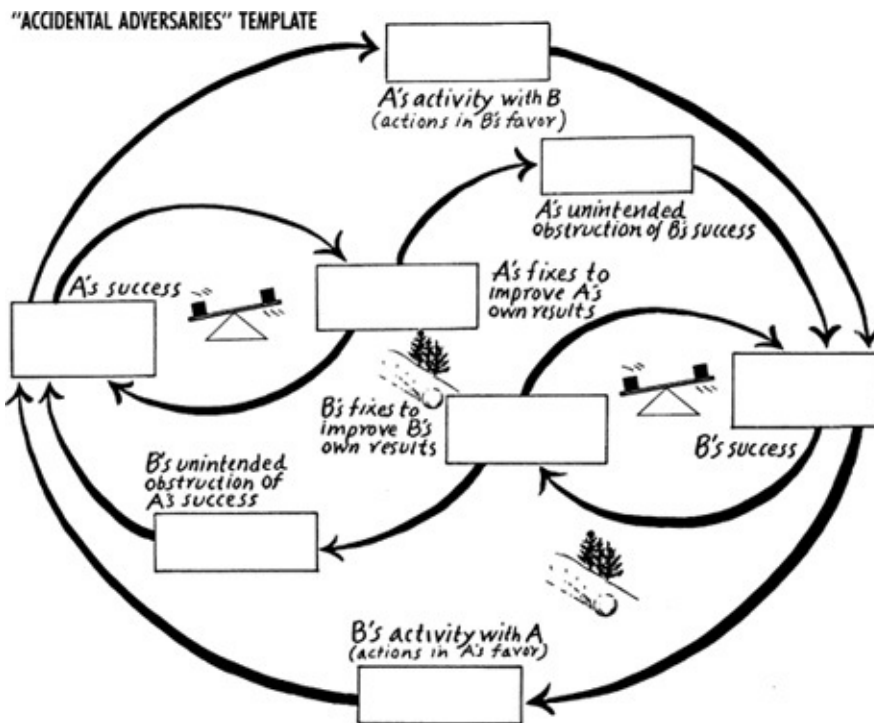 "ACCIDENTAL ADVERSARIES" TEMPLATE
A's activity with B
(actions in B's favor)
A's unintended
obstruction of B's success
A's success
A's fixes to
improve A's
own results
B's fixes to
improve B's
own results
B's success
B's unintended
obstruction of
A's success
B's activity with A
(actions in A's favor)